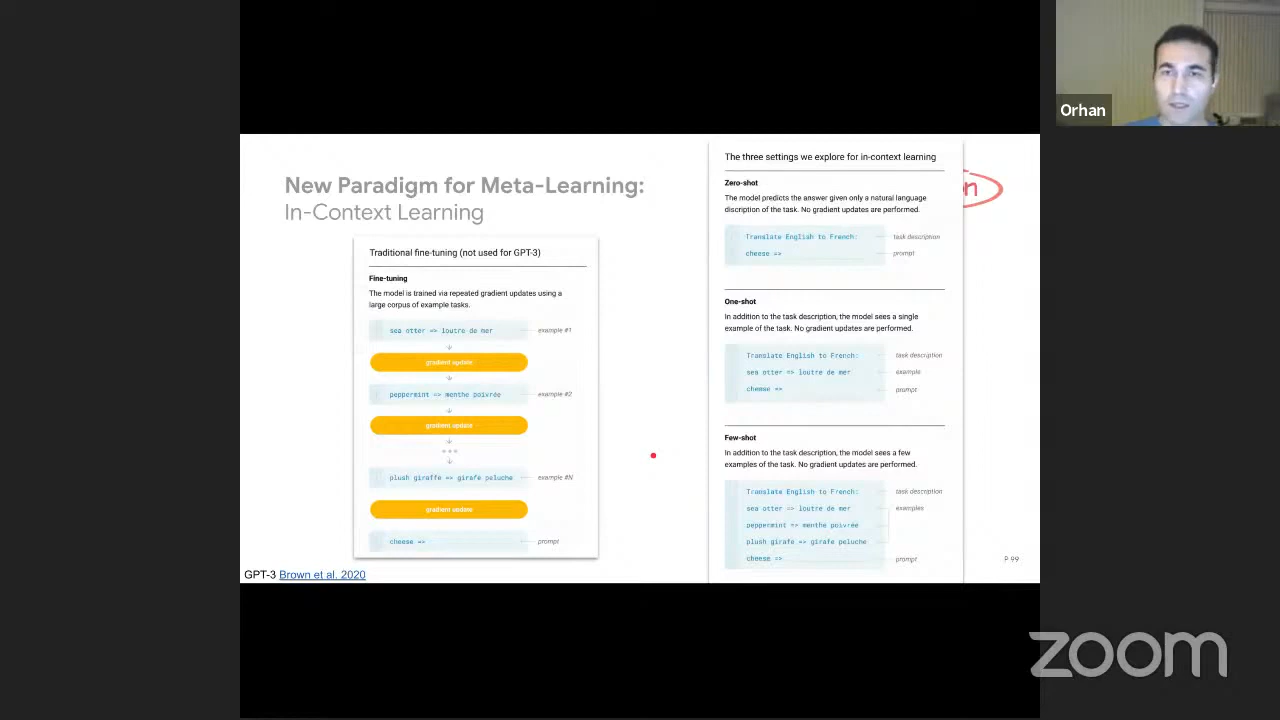 Orhan
New Paradigm for Meta-Learning:
In-Context Learning
Traditional fine-tuning (not used for GPT-3)
Fine-tuning
The model is trained via repeated gradient updates using a
large corpus of example tasks.
sea otter => loutre de mer
example #1
gradient update
peppermint => menthe poivrée
example #2
gradient update
plush giraffe => girafe peluche
example #N
gradient update
cheese =>
prompt
GPT-3 Brown et al. 2020
The three settings we explore for in-context learning
Zero-shot
The model predicts the answer given only a natural language
discription of the task. No gradient updates are performed.
Translate English to French:
task description
cheese =>
prompt
One-shot
In addition to the task description, the model sees a single
example of the task. No gradient updates are performed.
Translate English to French:
task description
sea otter => loutre de mer
example
cheese =>
prompt
Few-shot
In addition to the task description, the model sees a few
examples of the task. No gradient updates are performed.
Translate English to French:
task description
sea otter => loutre de mer
examples
peppermint => menthe poivrée
plush girafe => girafe peluche
cheese =>
prompt
P 99
zoom